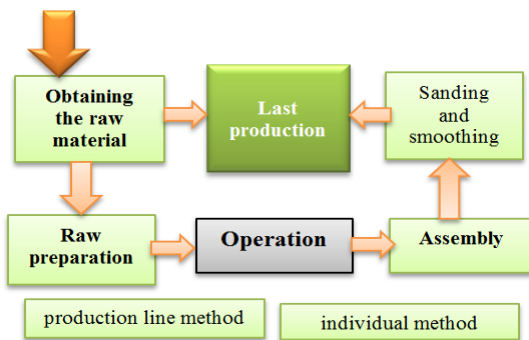 Obtaining
the raw
material
Last
production
Sanding
and
smoothing
Raw
preparation
Operation
Assembly
production line method
individual method